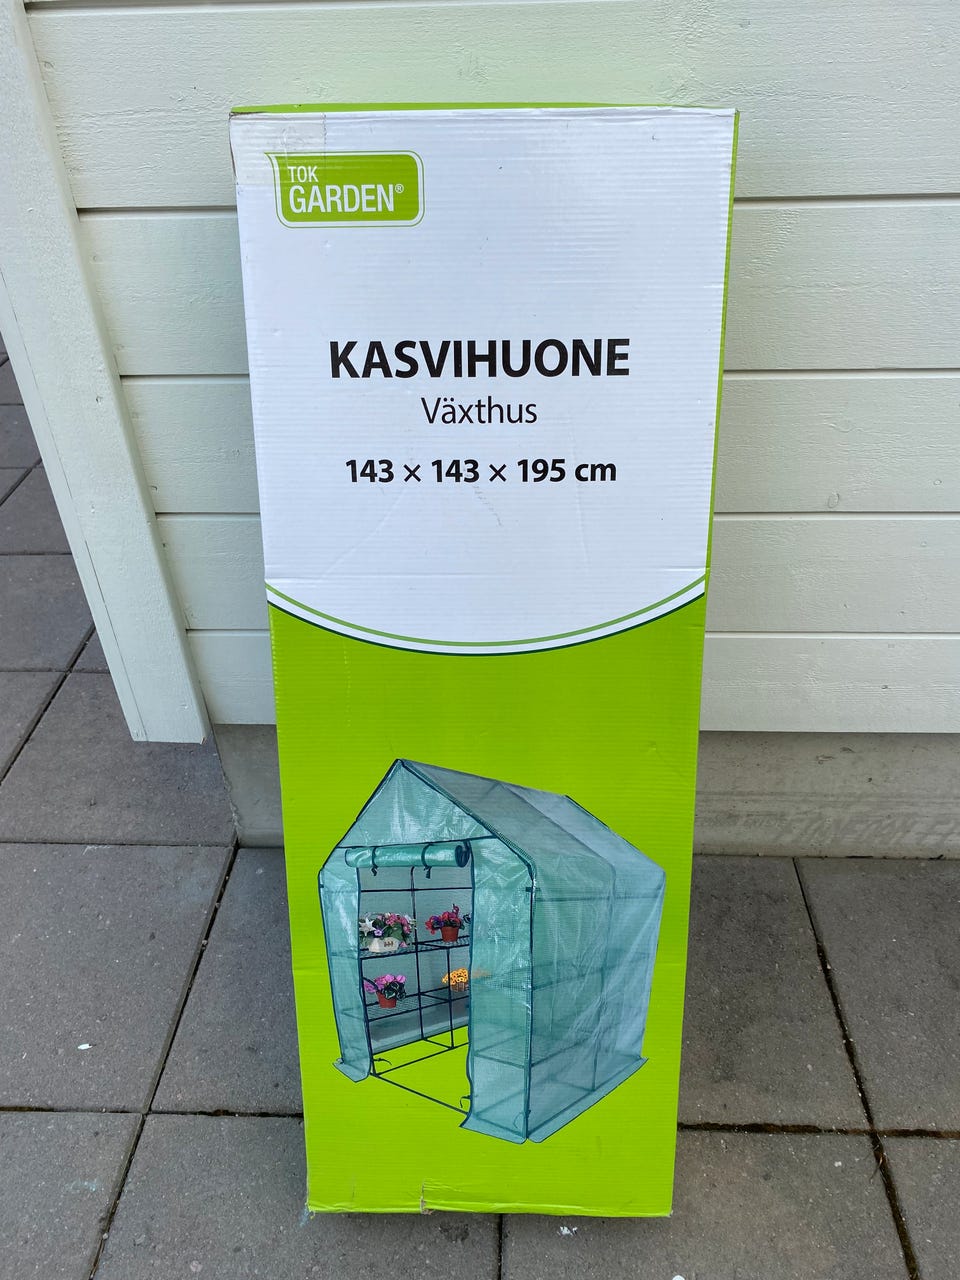 TOK
GARDEN®
KASVIHUONE
Växthus
143 × 143 × 195 cm